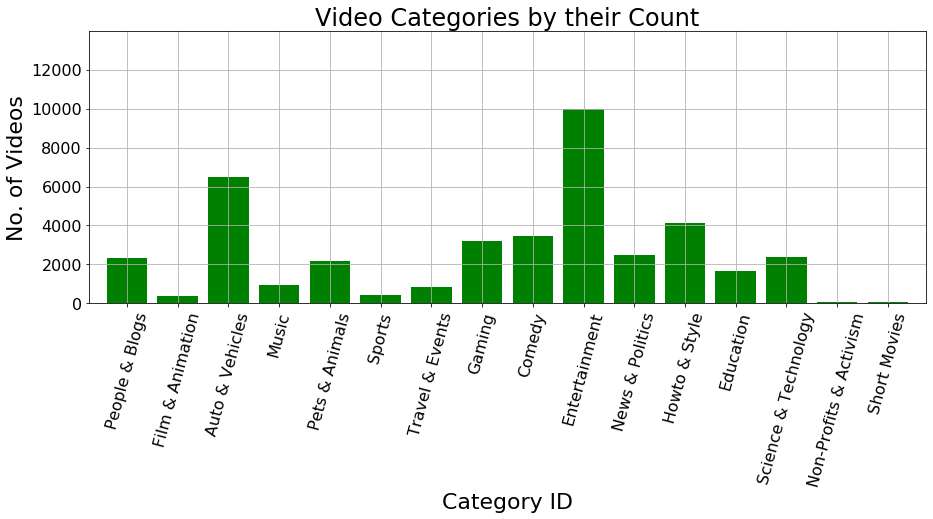 Video Categories by their Count
No. of Videos
12000
10000
8000
6000
4000
2000
0
People & Blogs
Film & Animation
Auto & Vehicles
Music
Pets & Animals
Sports
Travel & Events
Gaming
Comedy
Entertainment
News & Politics
Howto & Style
Education
Science & Technology
Non-Profits & Activism
Short Movies
Category ID